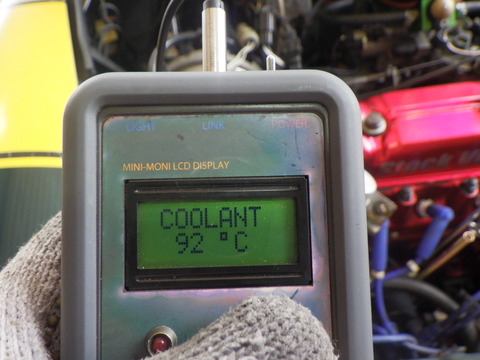 LIGHT LINK POWER
MINI-MONI LCD DISPLAY
COOLANT
92 °C